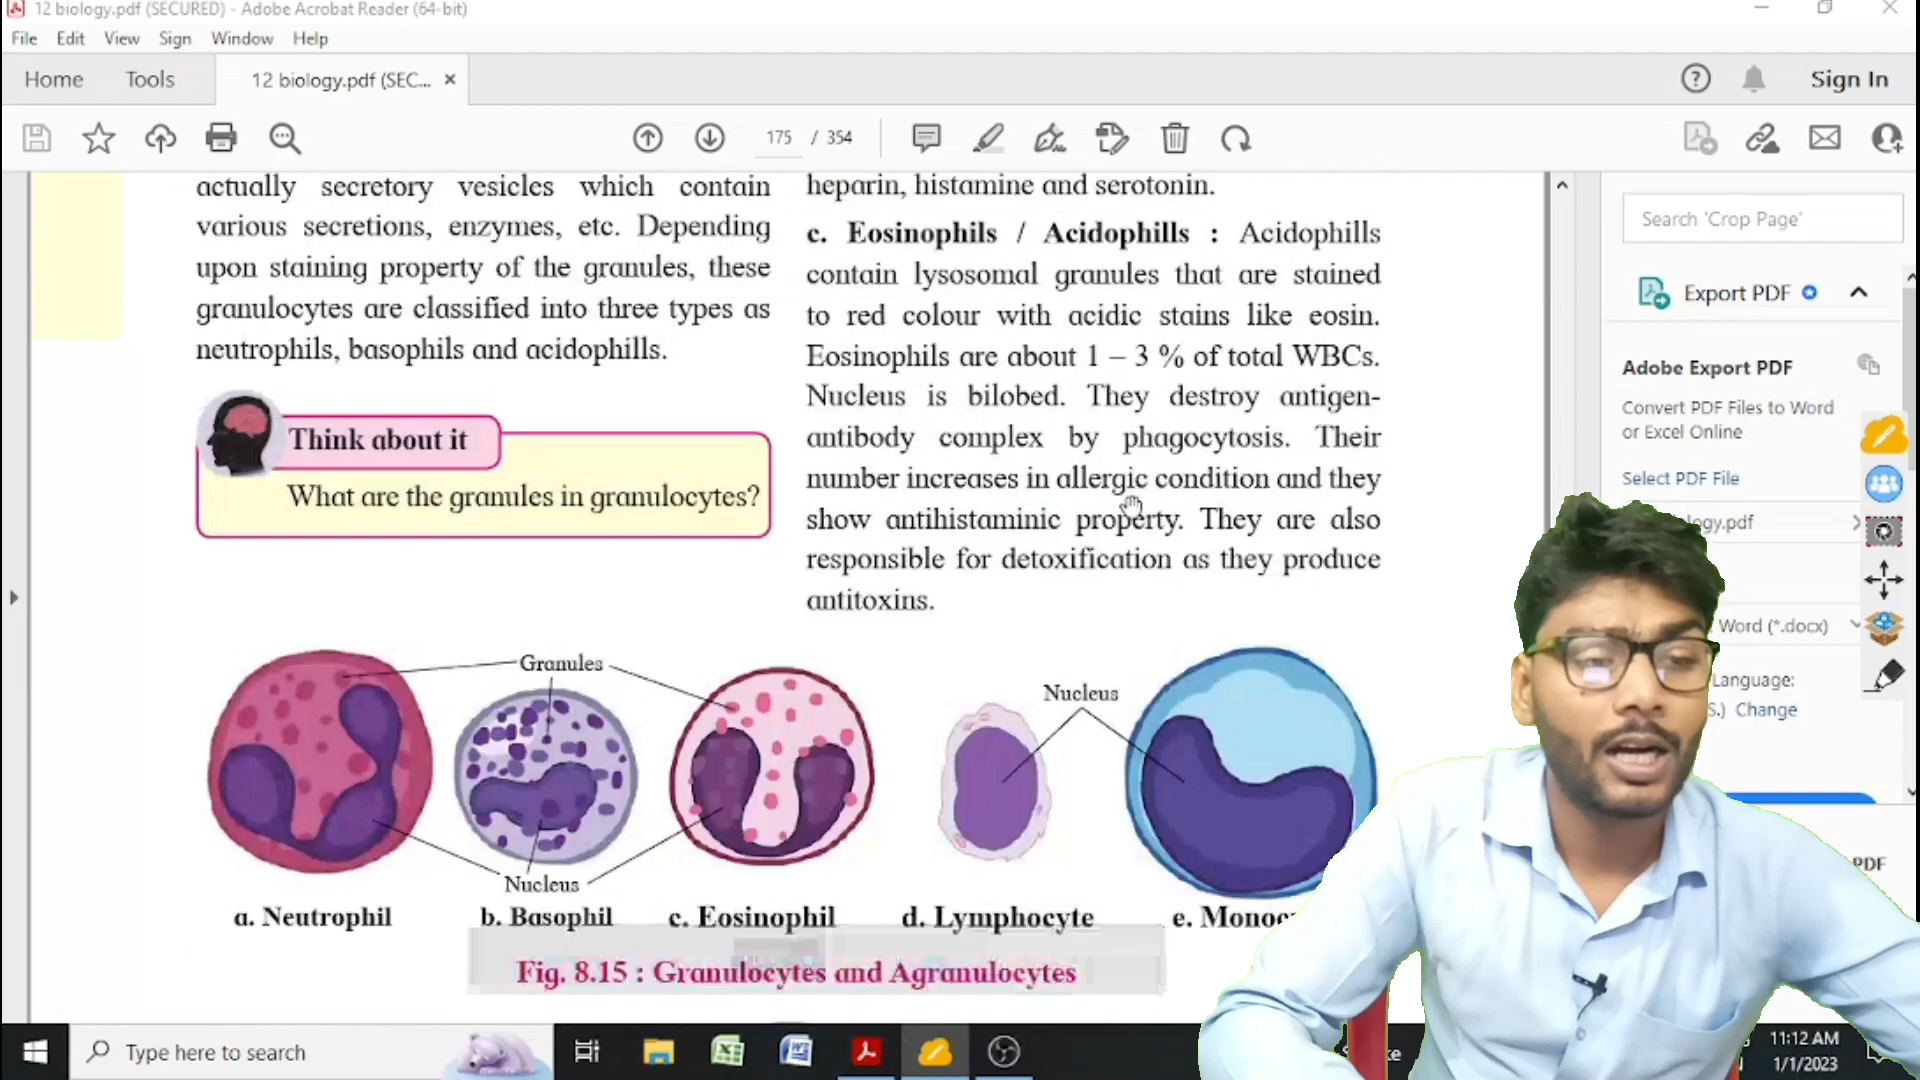 12 biology.pdf (SECURED) - Adobe Acrobat Reader (64-bit)
File Edit View Sign Window Help
Home Tools 12 biology.pdf (SEC... × Sign In
175 / 354
actually secretory vesicles which contain
various secretions, enzymes, etc. Depending
upon staining property of the granules, these
granulocytes are classified into three types as
neutrophils, basophils and acidophills.
Think about it
What are the granules in granulocytes?
heparin, histamine and serotonin.
c. Eosinophils / Acidophills : Acidophills
contain lysosomal granules that are stained
to red colour with acidic stains like eosin.
Eosinophils are about 1 – 3 % of total WBCs.
Nucleus is bilobed. They destroy antigen-
antibody complex by phagocytosis. Their
number increases in allergic condition and they
show antihistaminic property. They are also
responsible for detoxification as they produce
antitoxins.
Granules
Nucleus
Nucleus
a. Neutrophil b. Basophil c. Eosinophil d. Lymphocyte e. Monoc
Fig. 8.15 : Granulocytes and Agranulocytes
Search 'Crop Page'
Export PDF
Adobe Export PDF
Convert PDF Files to Word
or Excel Online
Select PDF File
ogy.pdf
Word (*.docx)
Language:
S.) Change
PDF
Type here to search
11:12 AM
1/1/2023